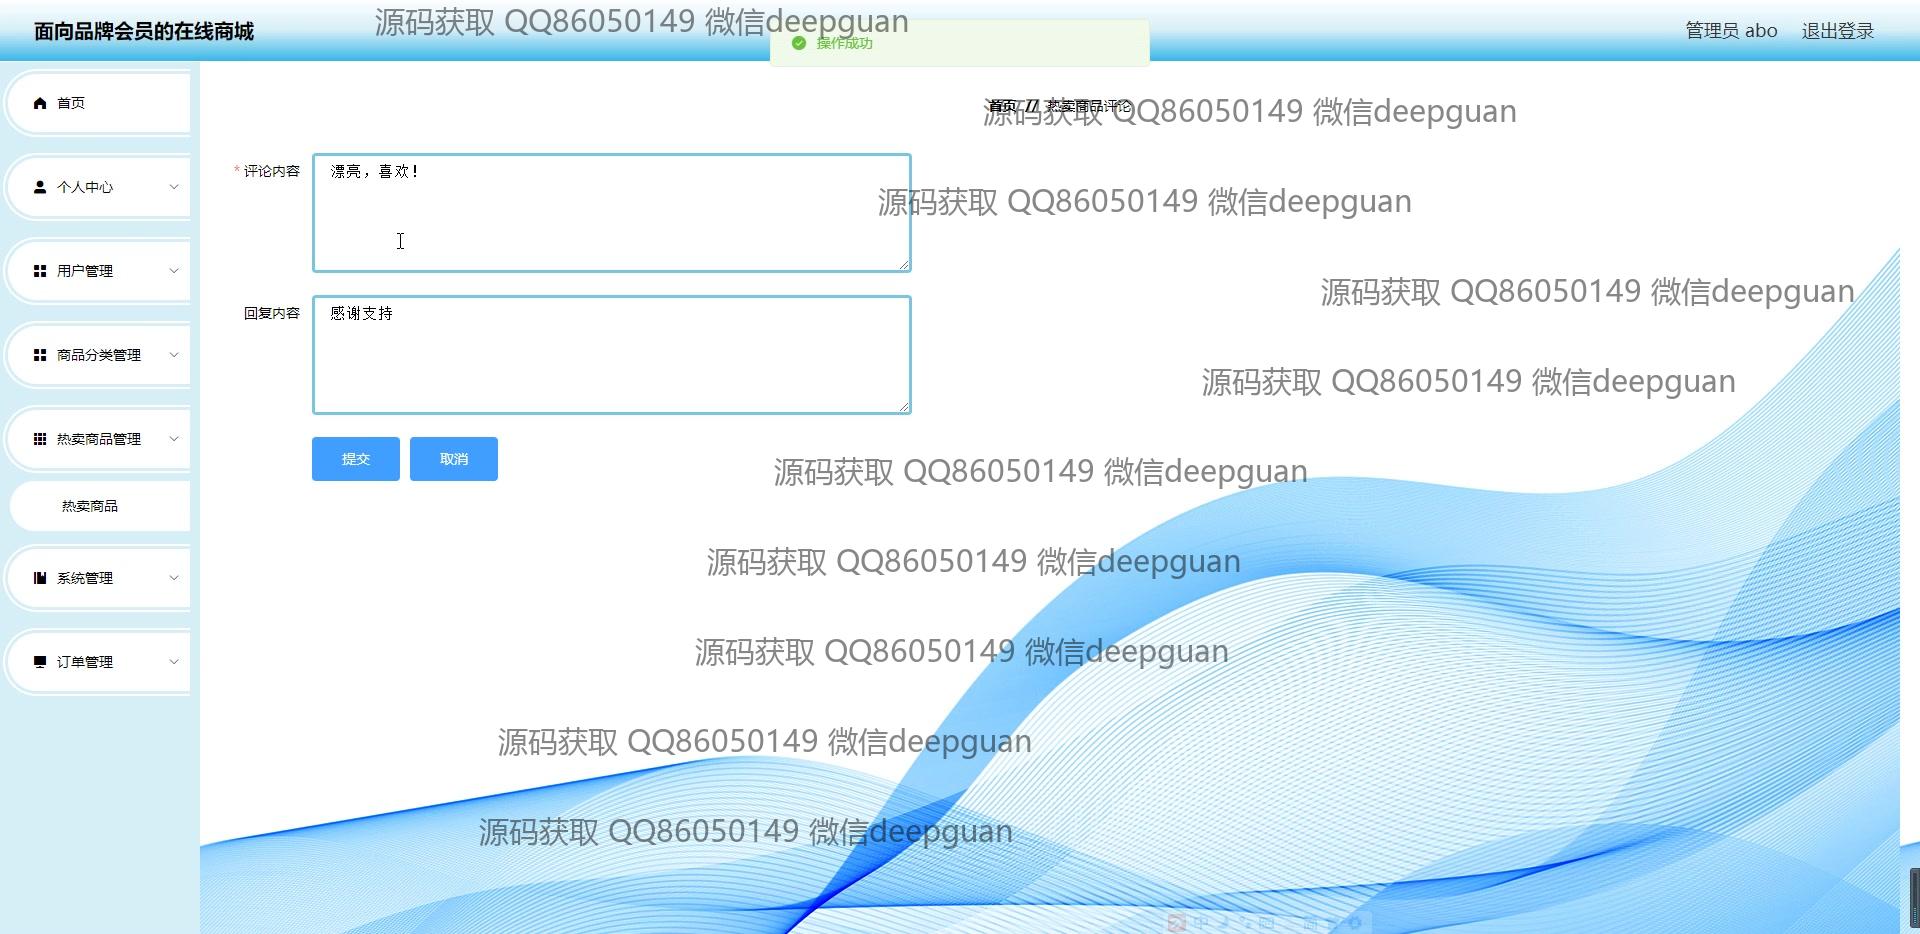 面向品牌会员的在线商城
源码获取 QQ86050149 微信deepguan
操作成功
管理员 abo
退出登录
首页
个人中心
用户管理
商品分类管理
热卖商品管理
热卖商品
系统管理
订单管理
首页 // 热卖商品评论
源码获取 QQ86050149 微信deepguan
* 评论内容
漂亮，喜欢！
源码获取 QQ86050149 微信deepguan
源码获取 QQ86050149 微信deepguan
回复内容
感谢支持
源码获取 QQ86050149 微信deepguan
提交
取消
源码获取 QQ86050149 微信deepguan
源码获取 QQ86050149 微信deepguan
源码获取 QQ86050149 微信deepguan
源码获取 QQ86050149 微信deepguan
源码获取 QQ86050149 微信deepguan